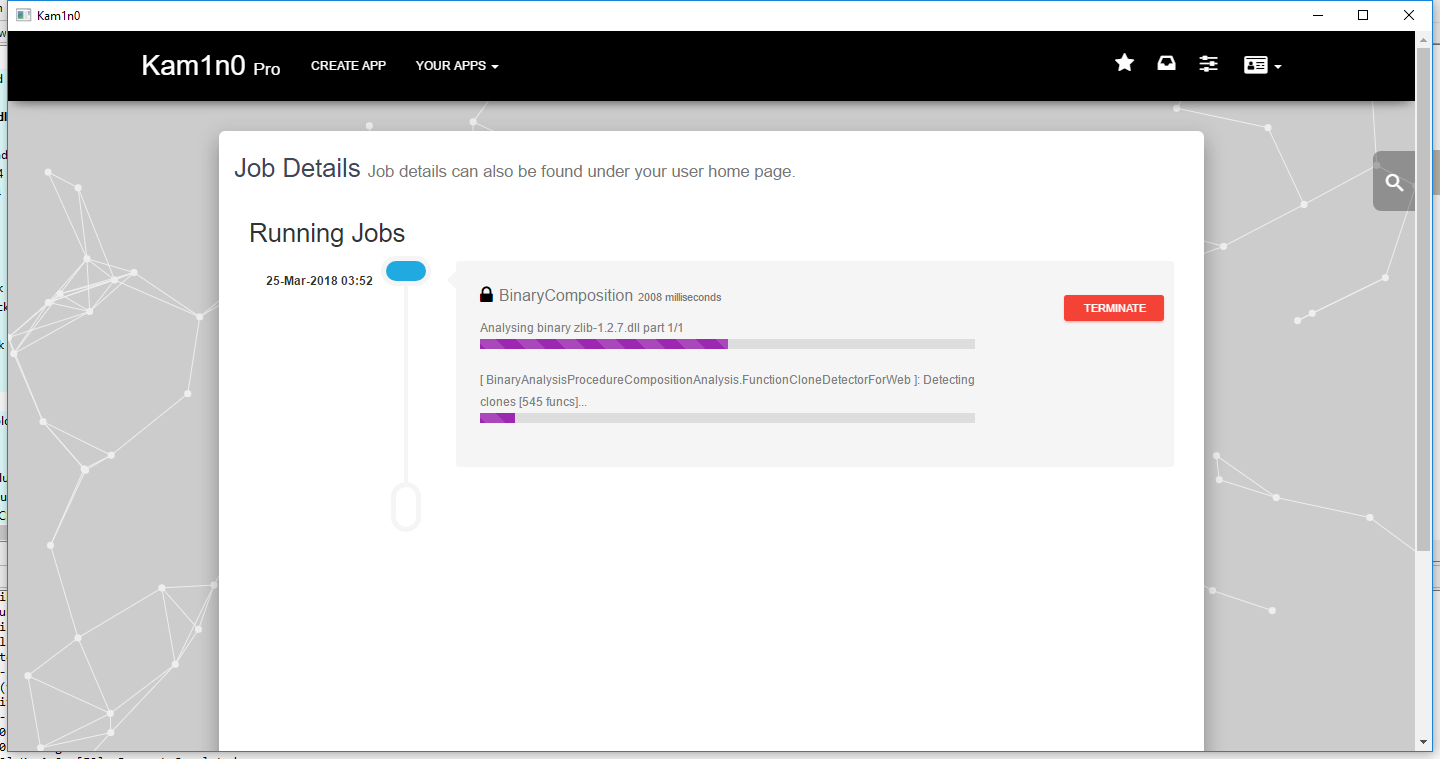 Kam1n0
Kam1n0 Pro CREATE APP YOUR APPS
Job Details Job details can also be found under your user home page.
Running Jobs
25-Mar-2018 03:52
BinaryComposition 2008 milliseconds
TERMINATE
Analysing binary zlib-1.2.7.dll part 1/1
[ BinaryAnalysisProcedureCompositionAnalysis.FunctionCloneDetectorForWeb ]: Detecting
clones [545 funcs]...